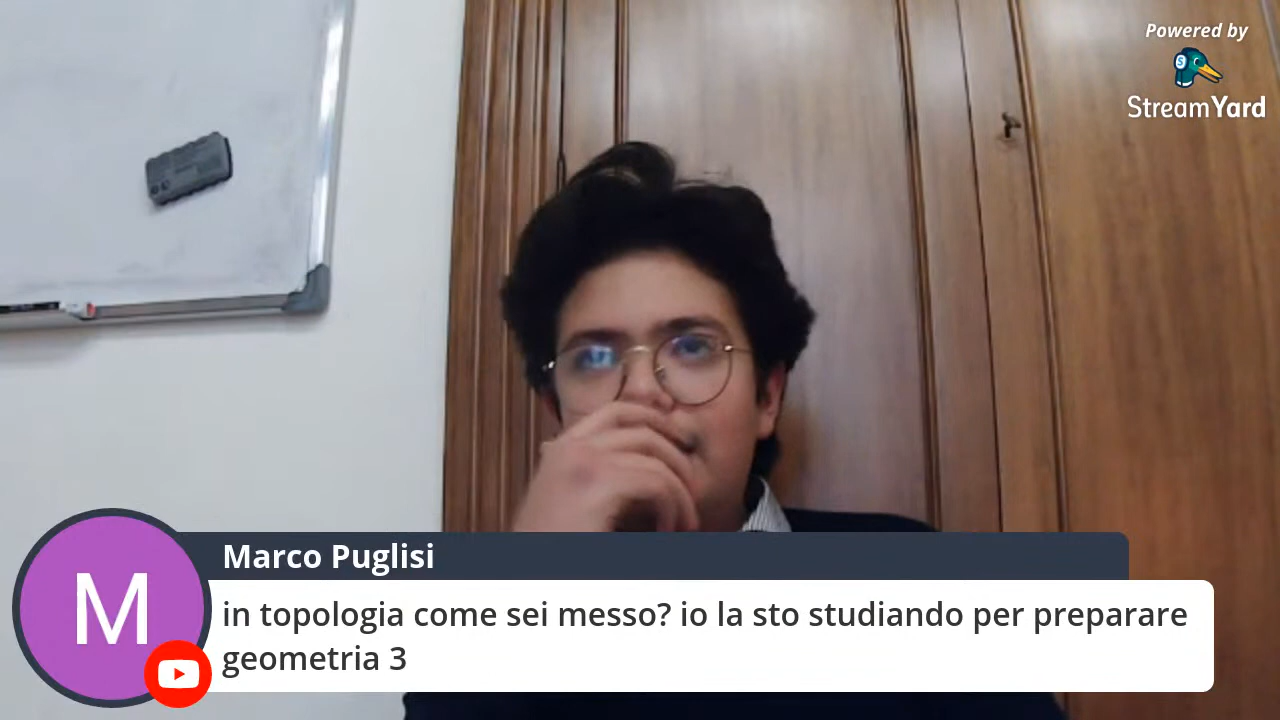 Powered by
StreamYard
Marco Puglisi
in topologia come sei messo? io la sto studiando per preparare
geometria 3
M